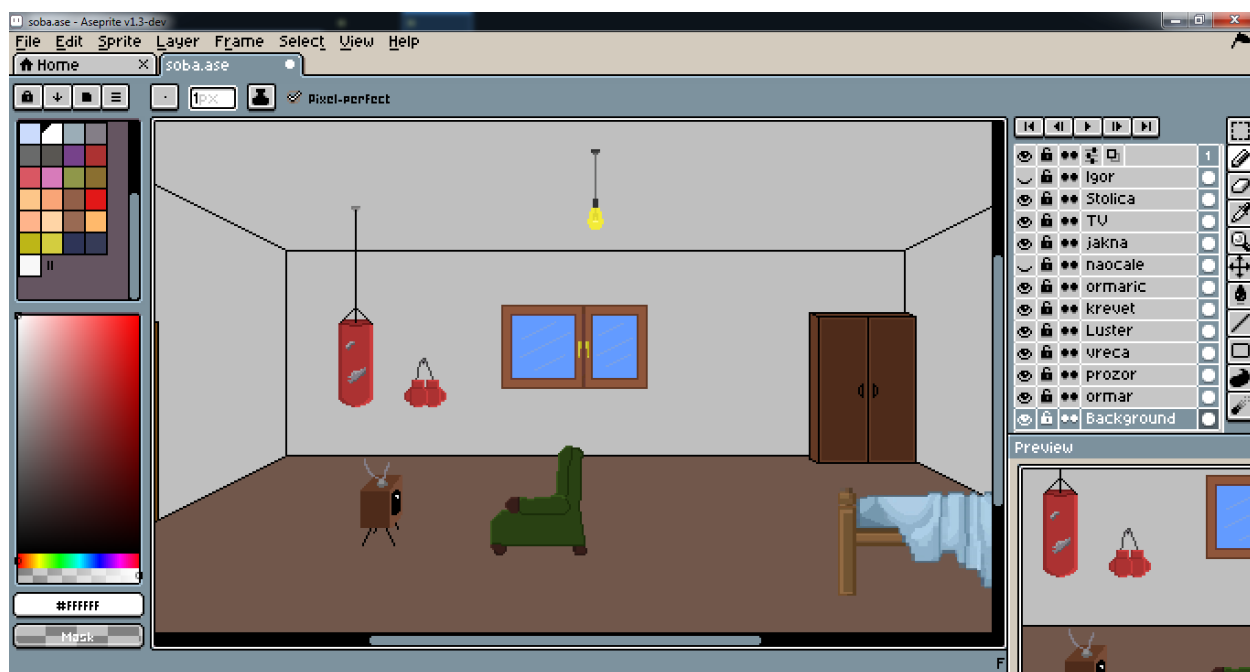 soba.ase - Aseprite v1.3-dev
File Edit Sprite Layer Frame Select View Help
Home X soba.ase
1px Pixel-perfect
1
Igor
Stolica
TV
jakna
naocale
ormaric
krevet
Luster
vreca
prozor
ormar
Background
Preview
#FFFFFF
Mask
F